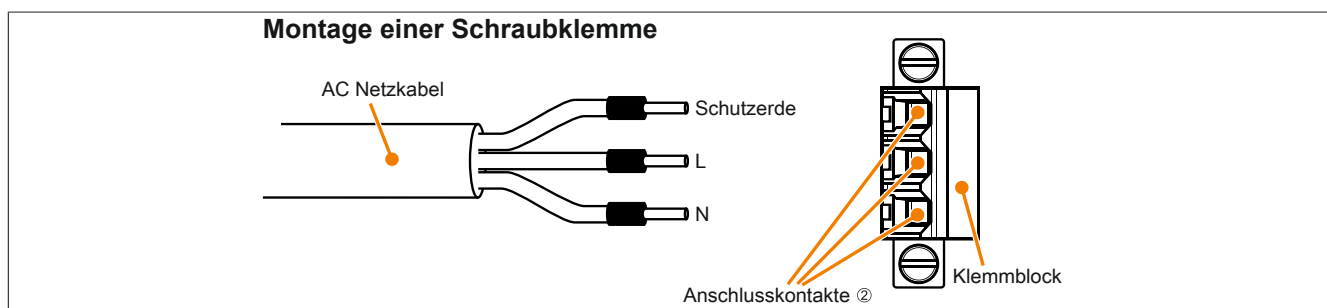 Montage einer Schraubklemme
AC Netzkabel
Schutzerde
L
N
Anschlusskontakte ②
Klemmblock